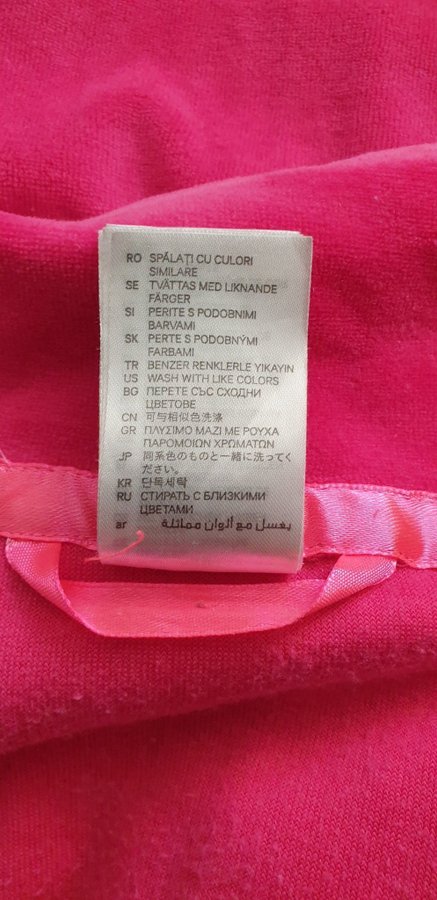 RO SPĂLAȚI CU CULORI
SIMILARE
SE TVÄTTAS MED LIKNANDE
FÄRGER
SI PERITE S PODOBNIMI
BARVAMI
SK PERTE S PODOBNÝMI
FARBAMI
TR BENZER RENKLERLE YIKAYIN
US WASH WITH LIKE COLORS
BG ПЕРЕТЕ СЪС СХОДНИ
ЦВЕТОВЕ
CN 可与相似色洗涤
GR ΠΛΥΣΙΜΟ ΜΑΖΙ ΜΕ ΡΟΥΧΑ
ΠΑΡΟΜΟΙΩΝ ΧΡΩΜΑΤΩΝ
JP 同系色のものと一緒に洗ってく
ださい。
KR 단독세탁
RU СТИРАТЬ С БЛИЗКИМИ
ЦВЕТАМИ
ar يغسل مع ألوان مماثلة